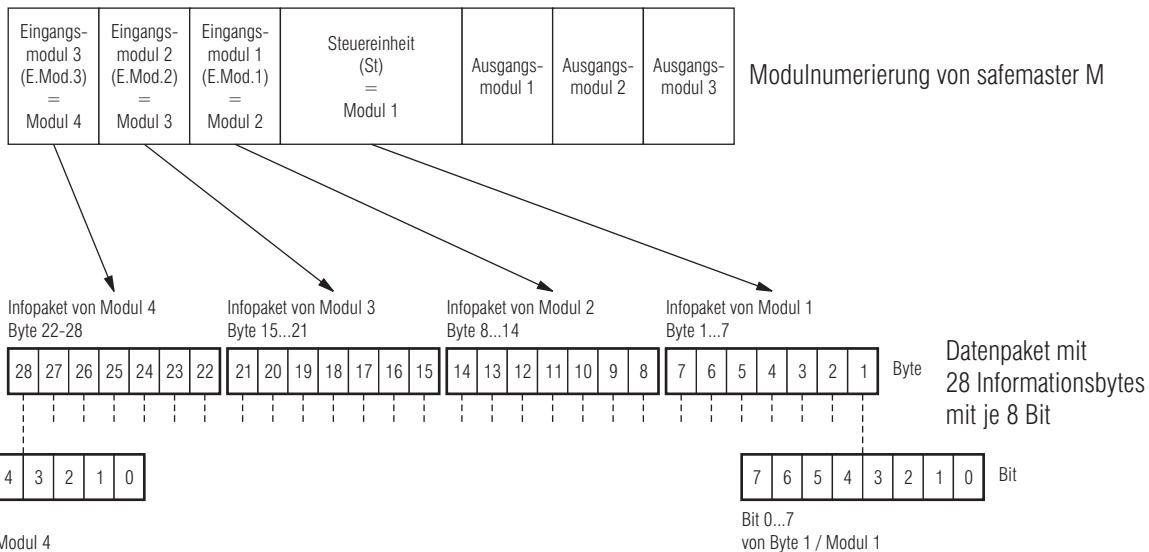 Eingangs-
modul 3
(E.Mod.3)
=
Modul 4
Eingangs-
modul 2
(E.Mod.2)
=
Modul 3
Eingangs-
modul 1
(E.Mod.1)
=
Modul 2
Steuereinheit
(St)
=
Modul 1
Ausgangs-
modul 1
Ausgangs-
modul 2
Ausgangs-
modul 3
Modulnumerierung von safemaster M
Infopaket von Modul 4
Byte 22-28
Infopaket von Modul 3
Byte 15...21
Infopaket von Modul 2
Byte 8...14
Infopaket von Modul 1
Byte 1...7
28 27 26 25 24 23 22 21 20 19 18 17 16 15 14 13 12 11 10 9 8 7 6 5 4 3 2 1 Byte
Datenpaket mit
28 Informationsbytes
mit je 8 Bit
4 3 2 1 0
7 6 5 4 3 2 1 0 Bit
Modul 4
Bit 0...7
von Byte 1 / Modul 1